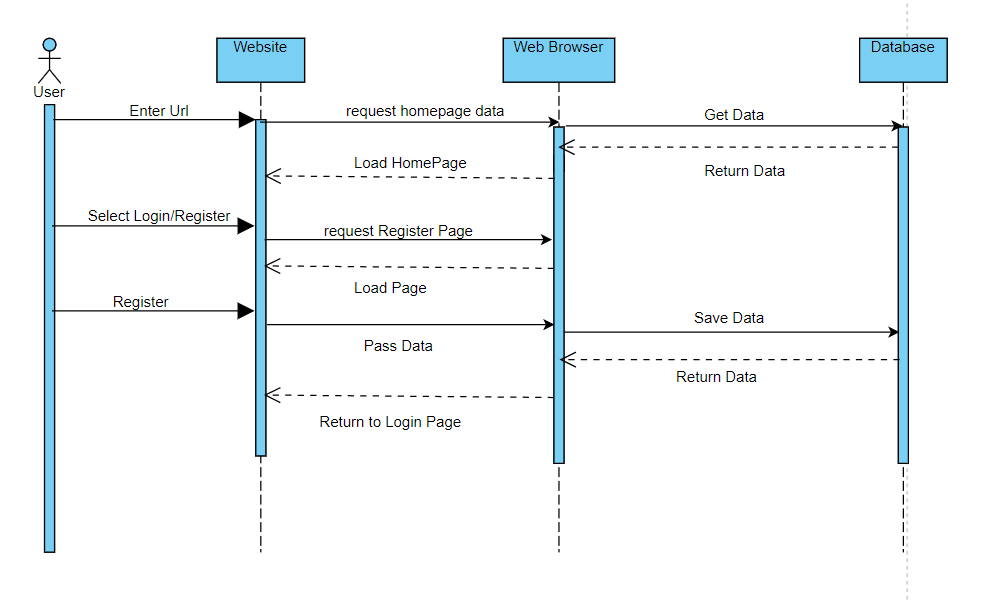 Website
Web Browser
Database
User
Enter Url
request homepage data
Get Data
Load HomePage
Return Data
Select Login/Register
request Register Page
Load Page
Register
Save Data
Pass Data
Return Data
Return to Login Page